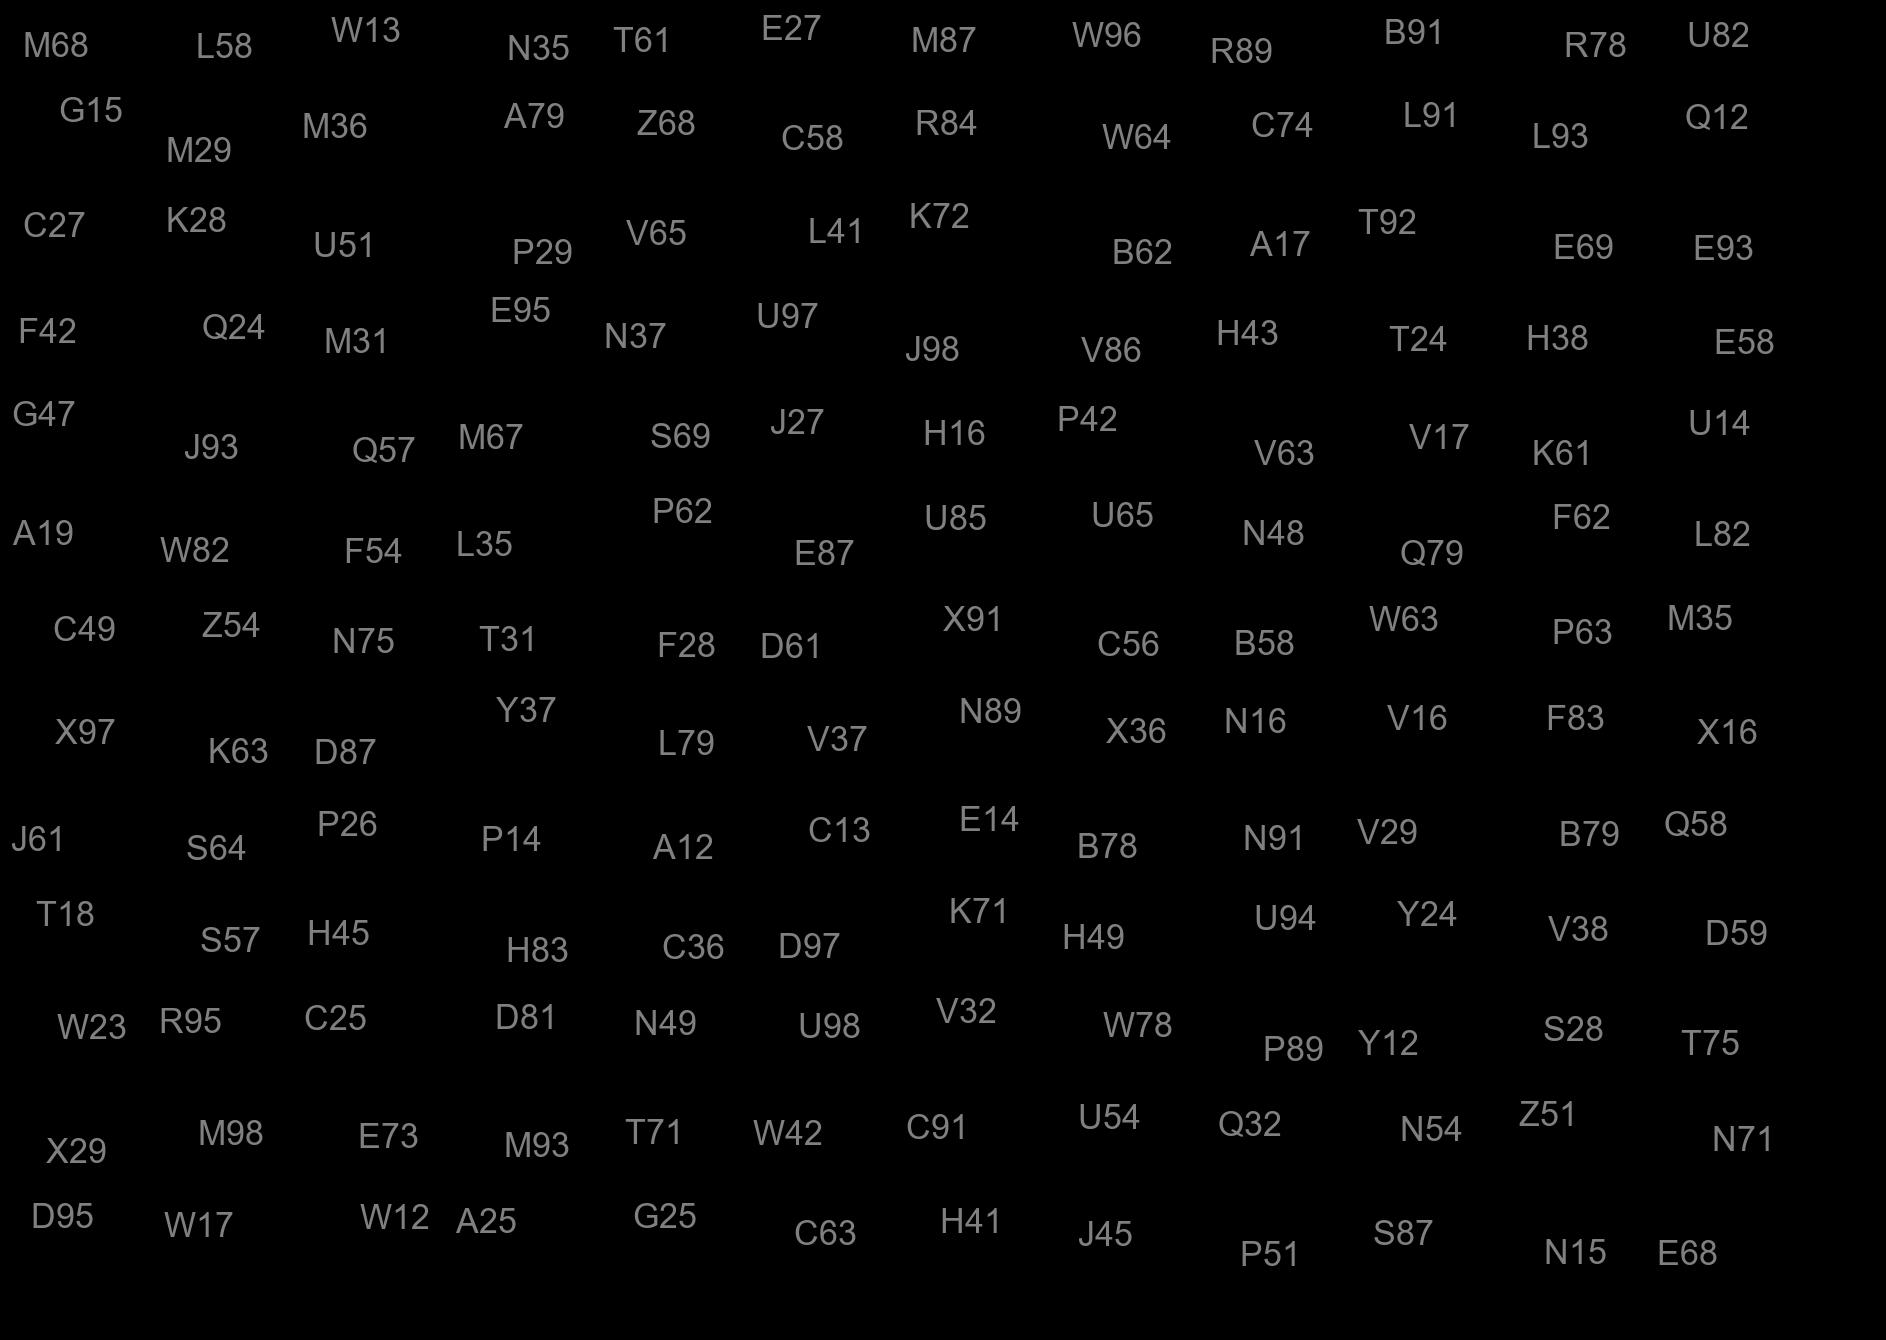 M68 L58 W13 N35 T61 E27 M87 W96 R89 B91 R78 U82
G15 M29 M36 A79 Z68 C58 R84 W64 C74 L91 L93 Q12
C27 K28 U51 P29 V65 L41 K72 B62 A17 T92 E69 E93
F42 Q24 M31 E95 N37 U97 J98 V86 H43 T24 H38 E58
G47 J93 Q57 M67 S69 J27 H16 P42 V63 V17 K61 U14
A19 W82 F54 L35 P62 E87 U85 U65 N48 Q79 F62 L82
C49 Z54 N75 T31 F28 D61 X91 C56 B58 W63 P63 M35
X97 K63 D87 Y37 L79 V37 N89 X36 N16 V16 F83 X16
J61 S64 P26 P14 A12 C13 E14 B78 N91 V29 B79 Q58
T18 S57 H45 H83 C36 D97 K71 H49 U94 Y24 V38 D59
W23 R95 C25 D81 N49 U98 V32 W78 P89 Y12 S28 T75
X29 M98 E73 M93 T71 W42 C91 U54 Q32 N54 Z51 N71
D95 W17 W12 A25 G25 C63 H41 J45 P51 S87 N15 E68